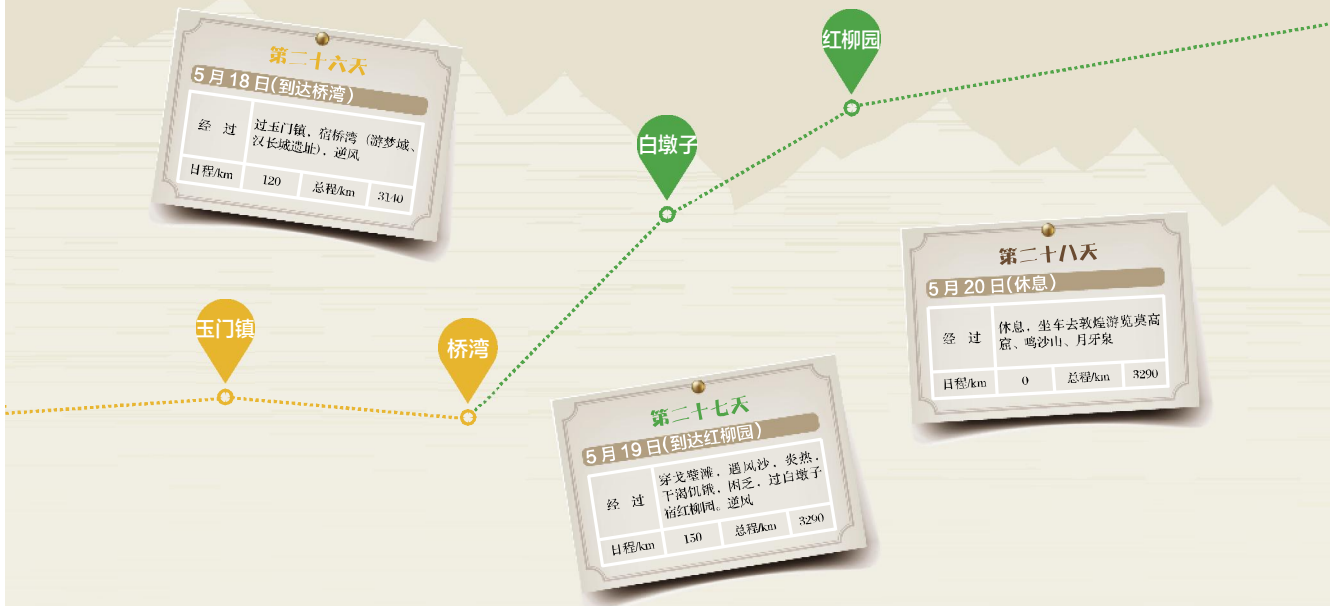 第二十六天
5月18日(到达桥湾)
经 过
过玉门镇，宿桥湾（游梦城、
汉长城遗址），逆风
日程/km 120 总程/km 3140
红柳园
白墩子
玉门镇
桥湾
第二十八天
5月20日(休息)
经 过
休息，坐车去敦煌游览莫高
窟、鸣沙山、月牙泉
日程/km 0 总程/km 3290
第二十七天
5月19日(到达红柳园)
经 过
穿戈壁滩，遇风沙，炎热，
干渴饥饿，困乏，过白墩子
宿红柳园。逆风
日程/km 150 总程/km 3290